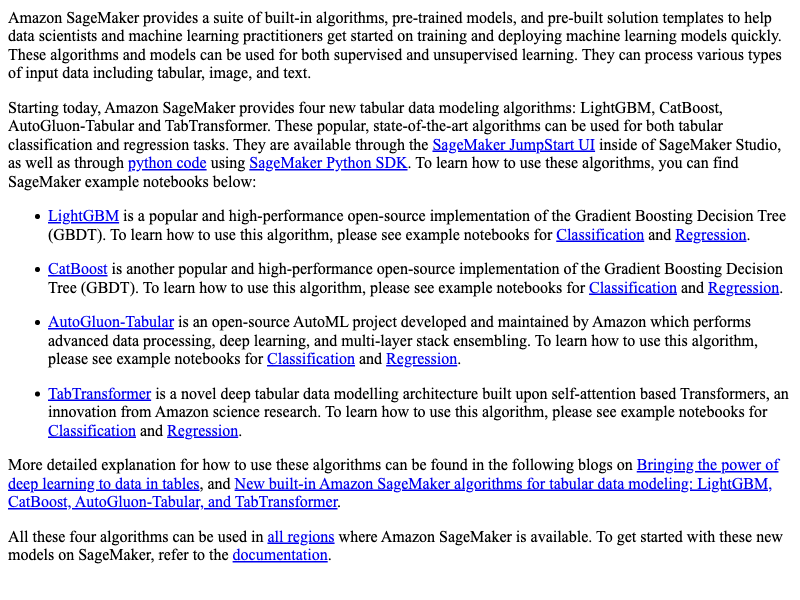 Amazon SageMaker provides a suite of built-in algorithms, pre-trained models, and pre-built solution templates to help
data scientists and machine learning practitioners get started on training and deploying machine learning models quickly.
These algorithms and models can be used for both supervised and unsupervised learning. They can process various types
of input data including tabular, image, and text.
Starting today, Amazon SageMaker provides four new tabular data modeling algorithms: LightGBM, CatBoost,
AutoGluon-Tabular and TabTransformer. These popular, state-of-the-art algorithms can be used for both tabular
classification and regression tasks. They are available through the SageMaker JumpStart UI inside of SageMaker Studio,
as well as through python code using SageMaker Python SDK. To learn how to use these algorithms, you can find
SageMaker example notebooks below:
• LightGBM is a popular and high-performance open-source implementation of the Gradient Boosting Decision Tree
(GBDT). To learn how to use this algorithm, please see example notebooks for Classification and Regression.
• CatBoost is another popular and high-performance open-source implementation of the Gradient Boosting Decision
Tree (GBDT). To learn how to use this algorithm, please see example notebooks for Classification and Regression.
• AutoGluon-Tabular is an open-source AutoML project developed and maintained by Amazon which performs
advanced data processing, deep learning, and multi-layer stack ensembling. To learn how to use this algorithm,
please see example notebooks for Classification and Regression.
• TabTransformer is a novel deep tabular data modelling architecture built upon self-attention based Transformers, an
innovation from Amazon science research. To learn how to use this algorithm, please see example notebooks for
Classification and Regression.
More detailed explanation for how to use these algorithms can be found in the following blogs on Bringing the power of
deep learning to data in tables, and New built-in Amazon SageMaker algorithms for tabular data modeling: LightGBM,
CatBoost, AutoGluon-Tabular, and TabTransformer.
All these four algorithms can be used in all regions where Amazon SageMaker is available. To get started with these new
models on SageMaker, refer to the documentation.